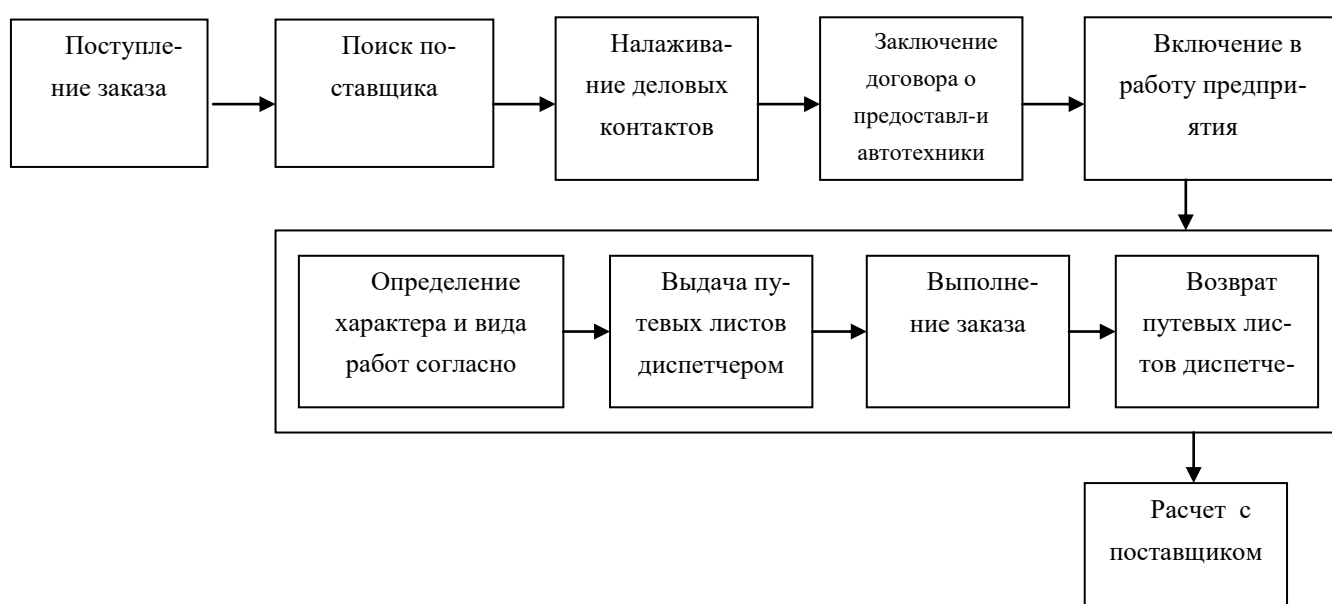 Поступле-
ние заказа
Поиск по-
ставщика
Налажива-
ние деловых
контактов
Заключение
договора о
предоставл-и
автотехники
Включение в
работу предпри-
ятия
Определение
характера и вида
работ согласно
Выдача пу-
тевых листов
диспетчером
Выполне-
ние заказа
Возврат
путевых лис-
тов диспетче-
Расчет с
поставщиком